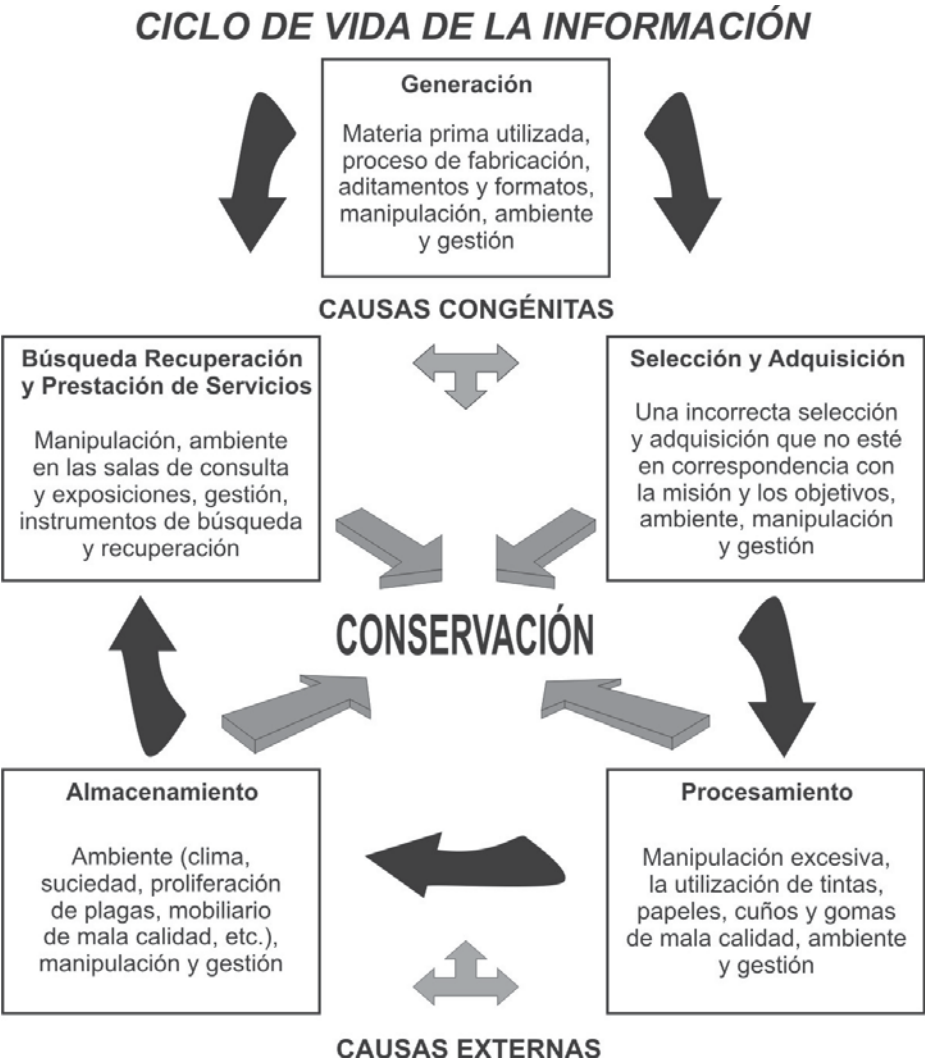 CICLO DE VIDA DE LA INFORMACIÓN
Generación
Materia prima utilizada,
proceso de fabricación,
aditamentos y formatos,
manipulación, ambiente
y gestión
CAUSAS CONGÉNITAS
Búsqueda Recuperación
y Prestación de Servicios
Manipulación, ambiente
en las salas de consulta
y exposiciones, gestión,
instrumentos de búsqueda
y recuperación
Selección y Adquisición
Una incorrecta selección
y adquisición que no esté
en correspondencia con
la misión y los objetivos,
ambiente, manipulación
y gestión
CONSERVACIÓN
Almacenamiento
Ambiente (clima,
suciedad, proliferación
de plagas, mobiliario
de mala calidad, etc.),
manipulación y gestión
Procesamiento
Manipulación excesiva,
la utilización de tintas,
papeles, cuños y gomas
de mala calidad, ambiente
y gestión
CAUSAS EXTERNAS